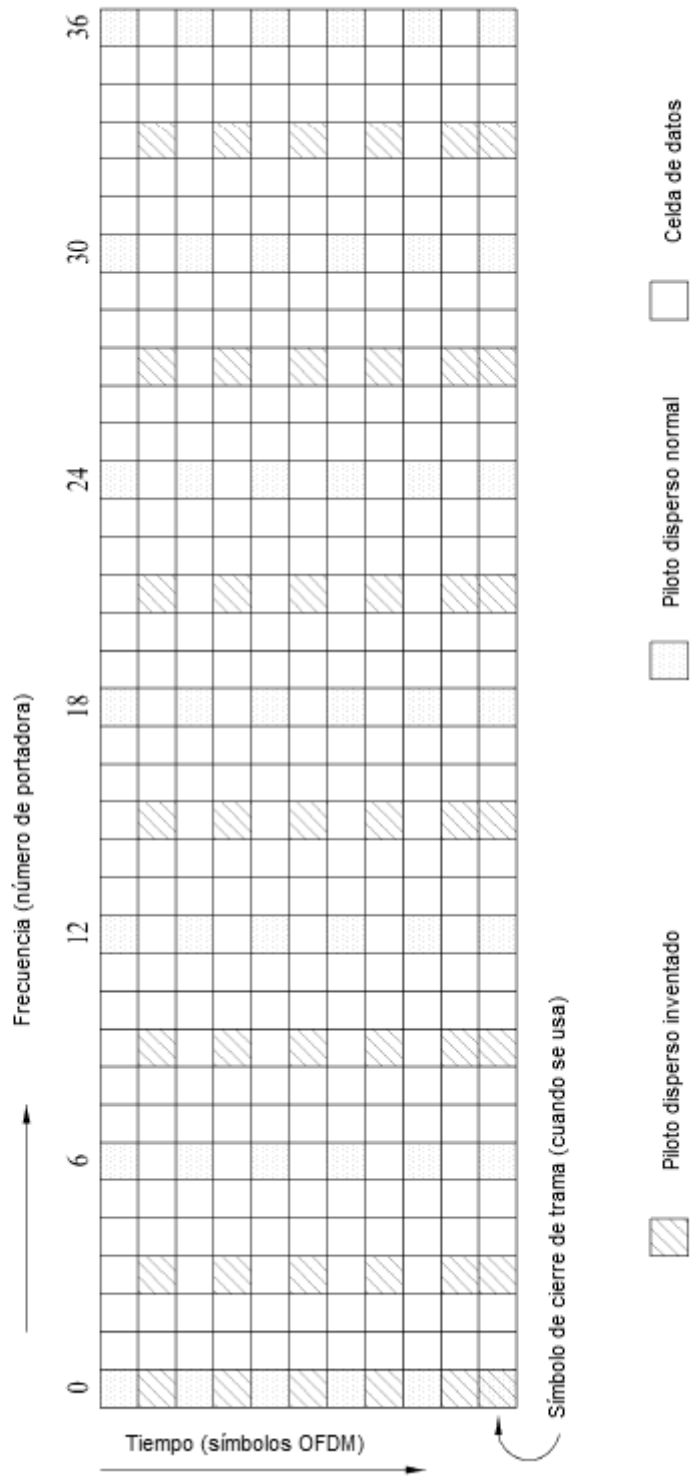 Frecuencia (número de portadora)
0 6 12 18 24 30 36
Tiempo (símbolos OFDM)
Símbolo de cierre de trama (cuando se usa)
Piloto disperso inventado
Piloto disperso normal
Celda de datos